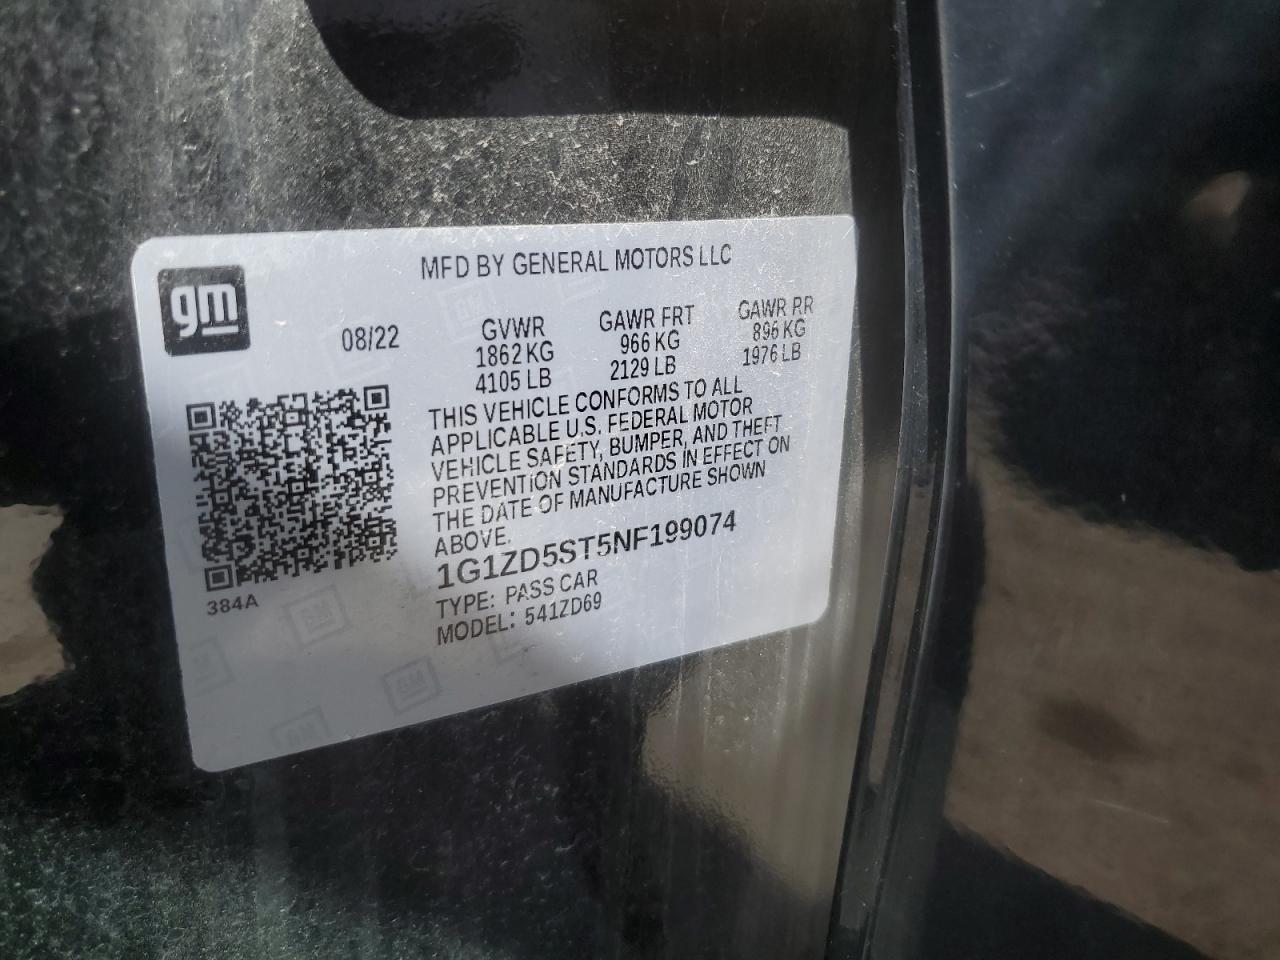 MFD BY GENERAL MOTORS LLC
gm
08/22
GVWR
1862 KG
4105 LB
GAWR FRT
966 KG
2129 LB
GAWR RR
896 KG
1976 LB
THIS VEHICLE CONFORMS TO ALL
APPLICABLE U.S. FEDERAL MOTOR
VEHICLE SAFETY, BUMPER, AND THEFT
PREVENTION STANDARDS IN EFFECT ON
THE DATE OF MANUFACTURE SHOWN
ABOVE.
1G1ZD5ST5NF199074
TYPE: PASS CAR
MODEL: 541ZD69
384A